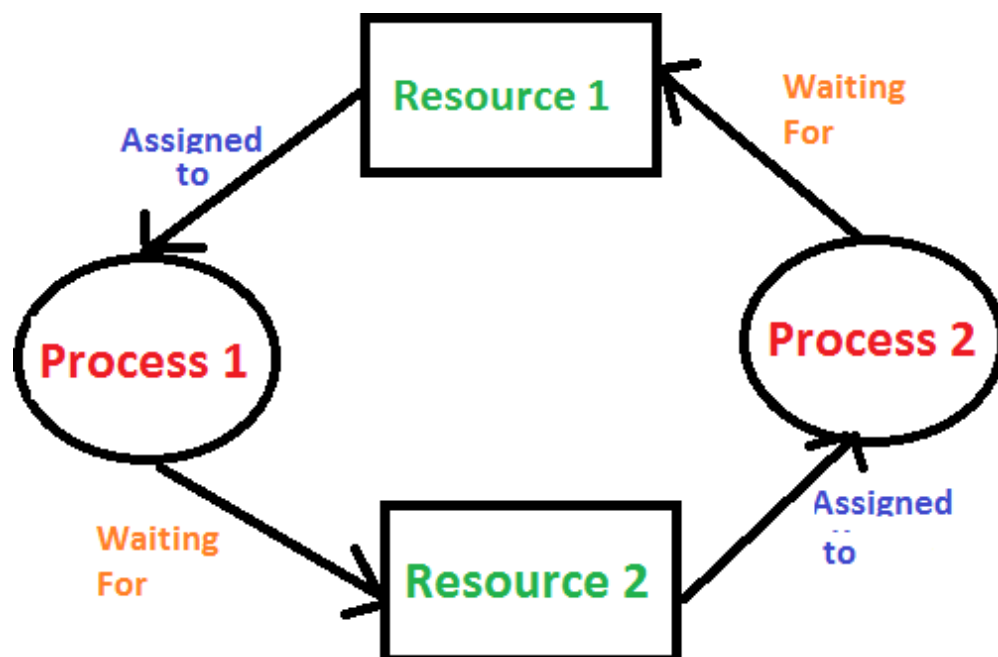 Resource 1
Waiting
For
Assigned
to
Process 1
Process 2
Waiting
For
Resource 2
Assigned
to